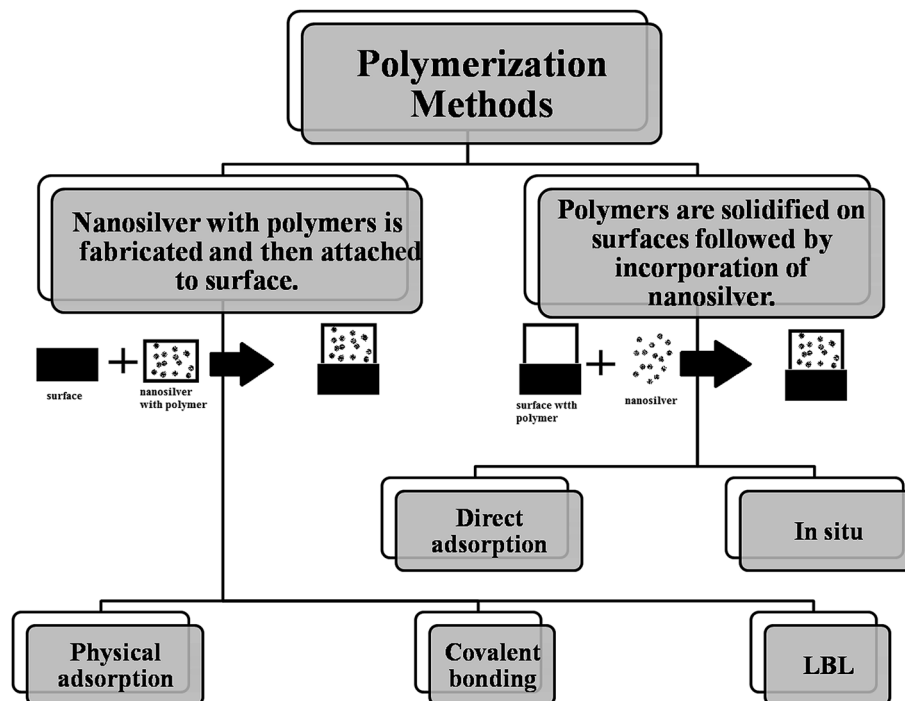 Polymerization
Methods
Nanosilver with polymers is
fabricated and then attached
to surface.
Polymers are solidified on
surfaces followed by
incorporation of
nanosilver.
surface
nanosilver
with polymer
surface wtth
polymer
nanosilver
Direct
adsorption
In situ
Physical
adsorption
Covalent
bonding
LBL